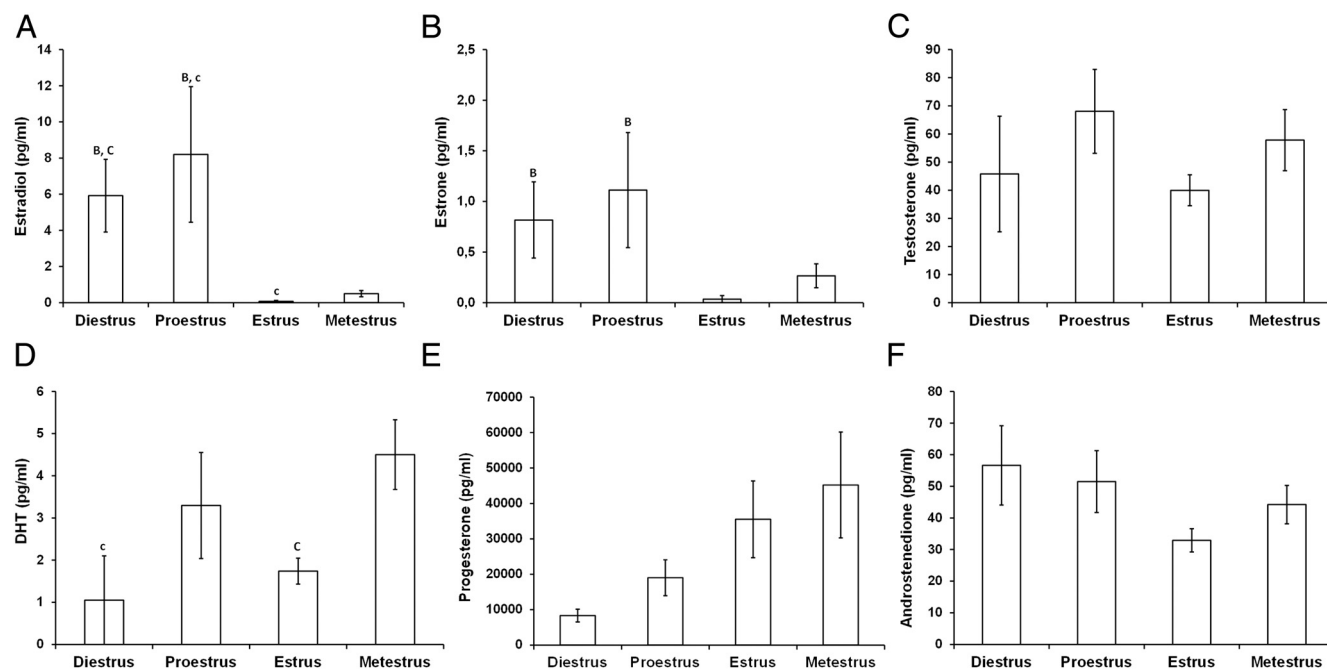 A
Estradiol (pg/ml)
14
12
10
8
6
4
2
0
B, C
B, c
c
Diestrus Proestrus Estrus Metestrus
B
Estrone (pg/ml)
2,5
2,0
1,5
1,0
0,5
0,0
B
B
Diestrus Proestrus Estrus Metestrus
C
Testosterone (pg/ml)
90
80
70
60
50
40
30
20
10
0
Diestrus Proestrus Estrus Metestrus
D
DHT (pg/ml)
6
5
4
3
2
1
0
c
C
Diestrus Proestrus Estrus Metestrus
E
Progesterone (pg/ml)
70000
60000
50000
40000
30000
20000
10000
0
Diestrus Proestrus Estrus Metestrus
F
Androstenedione (pg/ml)
80
70
60
50
40
30
20
10
0
Diestrus Proestrus Estrus Metestrus